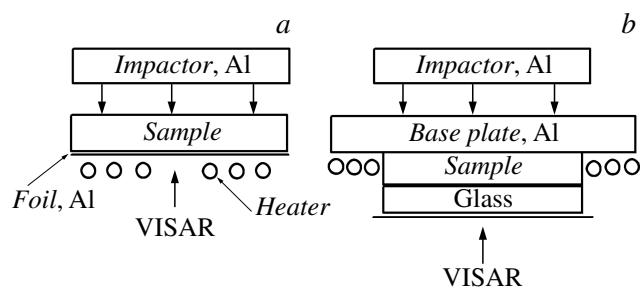 a
Impactor, Al
Sample
Foil, Al
Heater
VISAR
b
Impactor, Al
Base plate, Al
Sample
Glass
VISAR